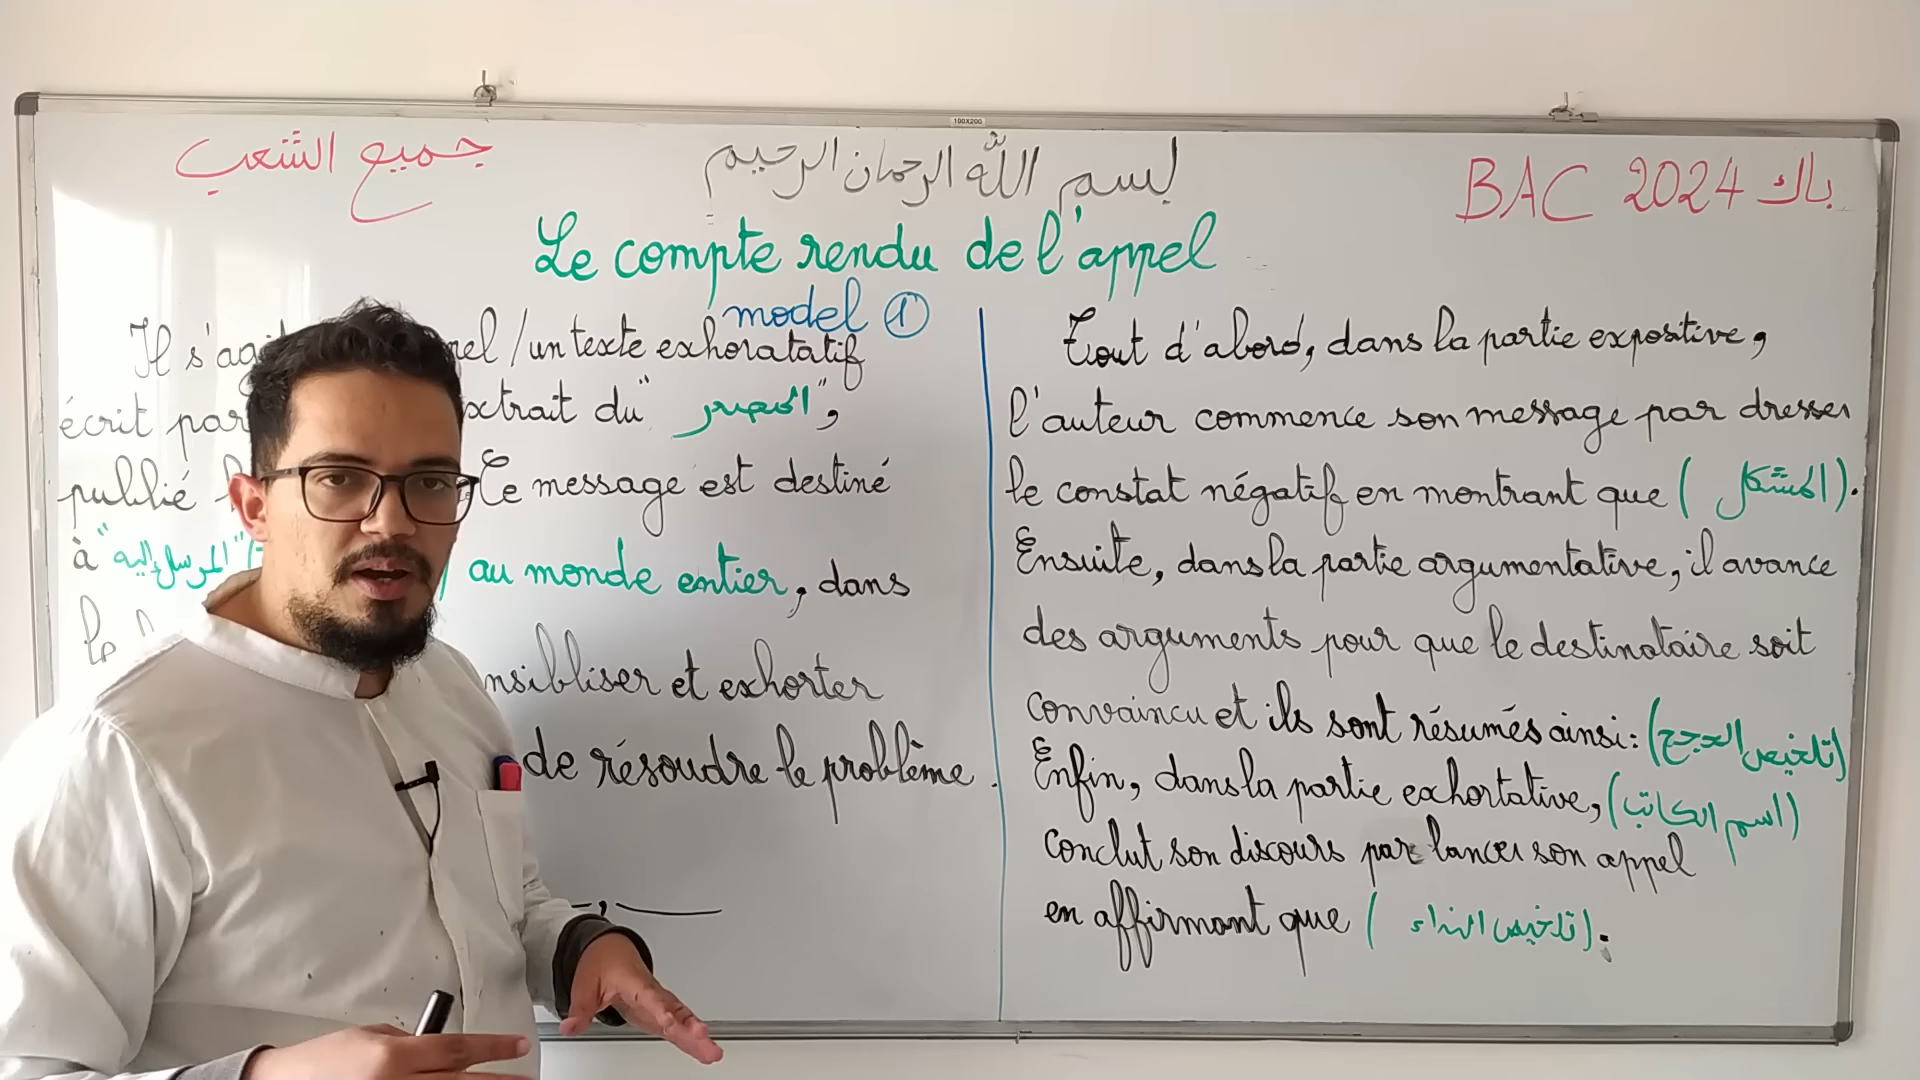 100X200
جميع الشعب
بسم الله الرحمان الرحيم
BAC 2024 باك
Le compte rendu de l'appel
model 1
Il s'ag nel / un texte exhoratatif
écrit par xtrait du "المصدر",
publié Ce message est destiné
à "المرسل إليه" au monde entier, dans
le
nsibliser et exhorter
de résoudre le problème.
Tout d'abord, dans la partie expositive,
l'auteur commence son message par dresser
le constat négatif en montrant que (المشكل).
Ensuite, dans la partie argumentative, il avance
des arguments pour que le destinataire soit
convaincu et ils sont résumés ainsi: (تلخيص الحجج)
Enfin, dans la partie exhortative, (اسم الكاتب)
conclut son discours par lancer son appel
en affirmant que (تلخيص النداء).